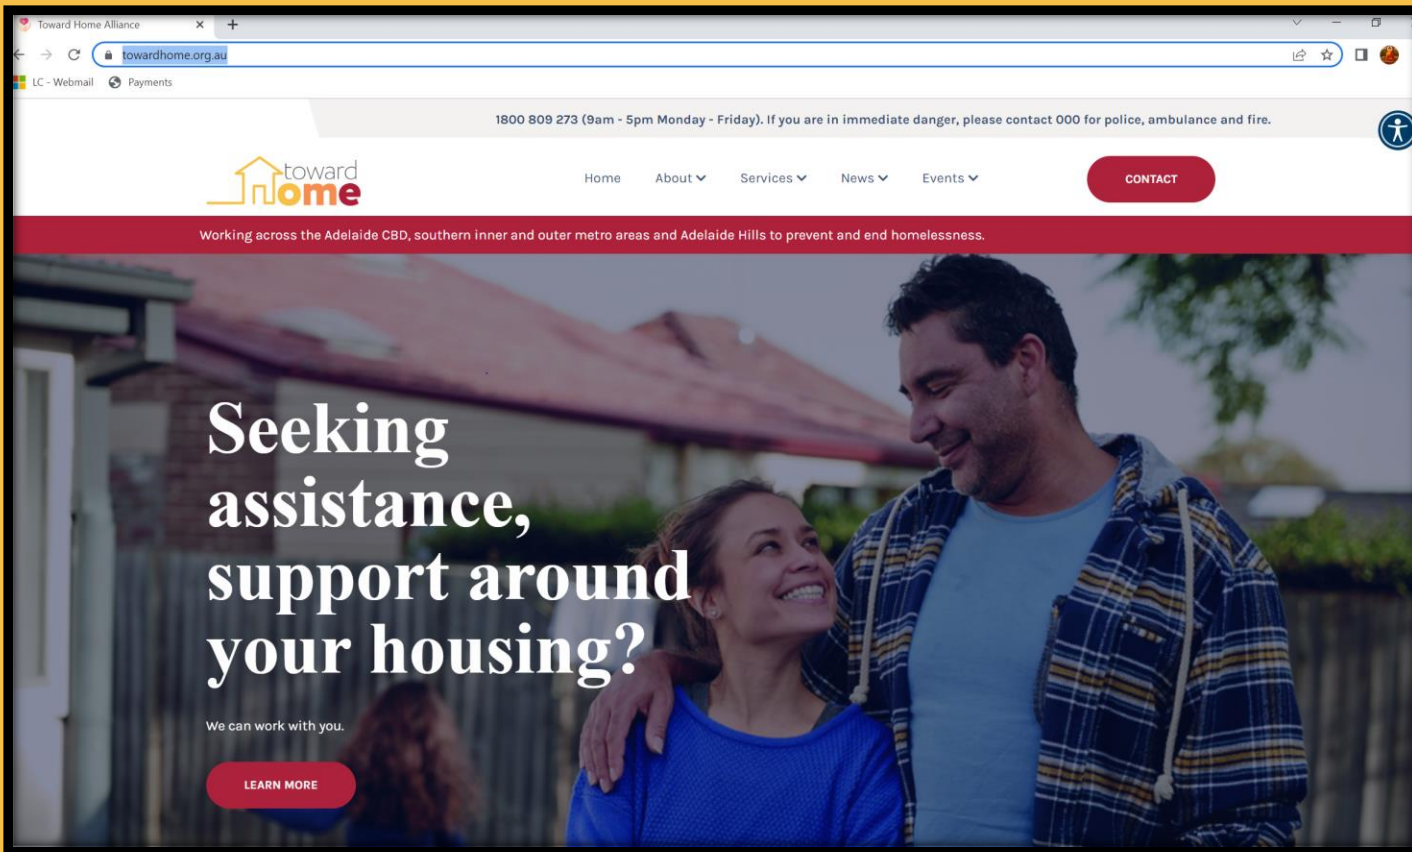 Toward Home Alliance
towardhome.org.au
LC - Webmail Payments
1800 809 273 (9am - 5pm Monday - Friday). If you are in immediate danger, please contact 000 for police, ambulance and fire.
toward
home
Home About Services News Events CONTACT
Working across the Adelaide CBD, southern inner and outer metro areas and Adelaide Hills to prevent and end homelessness.
Seeking
assistance,
support around
your housing?
We can work with you.
LEARN MORE